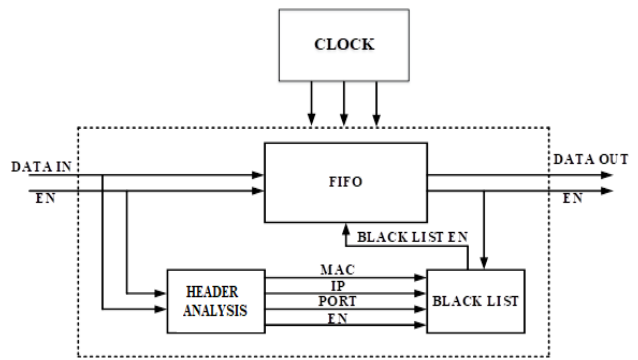 CLOCK
DATA IN
EN
FIFO
DATA OUT
EN
BLACK LIST EN
HEADER
ANALYSIS
MAC
IP
PORT
EN
BLACK LIST